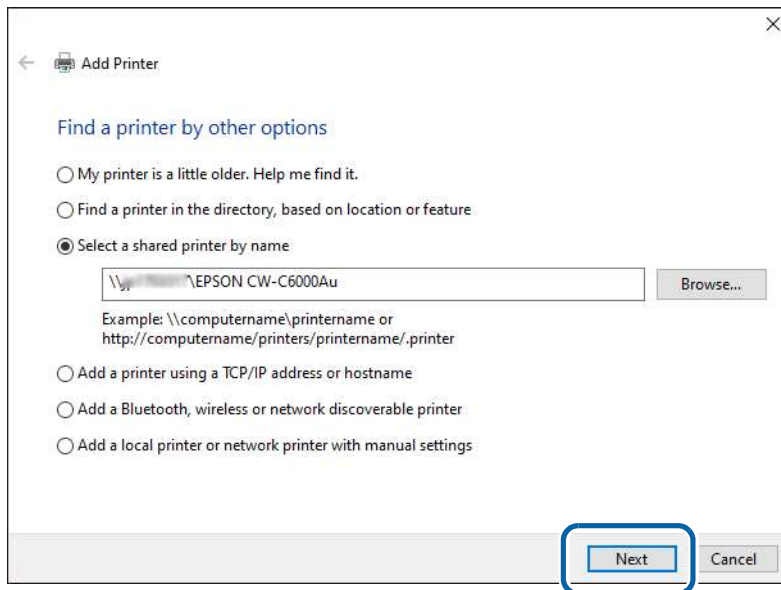 Add Printer
Find a printer by other options
My printer is a little older. Help me find it.
Find a printer in the directory, based on location or feature
Select a shared printer by name
\\ \EPSON CW-C6000Au
Browse...
Example: \\computername\printername or
http://computername/printers/printername/.printer
Add a printer using a TCP/IP address or hostname
Add a Bluetooth, wireless or network discoverable printer
Add a local printer or network printer with manual settings
Next
Cancel